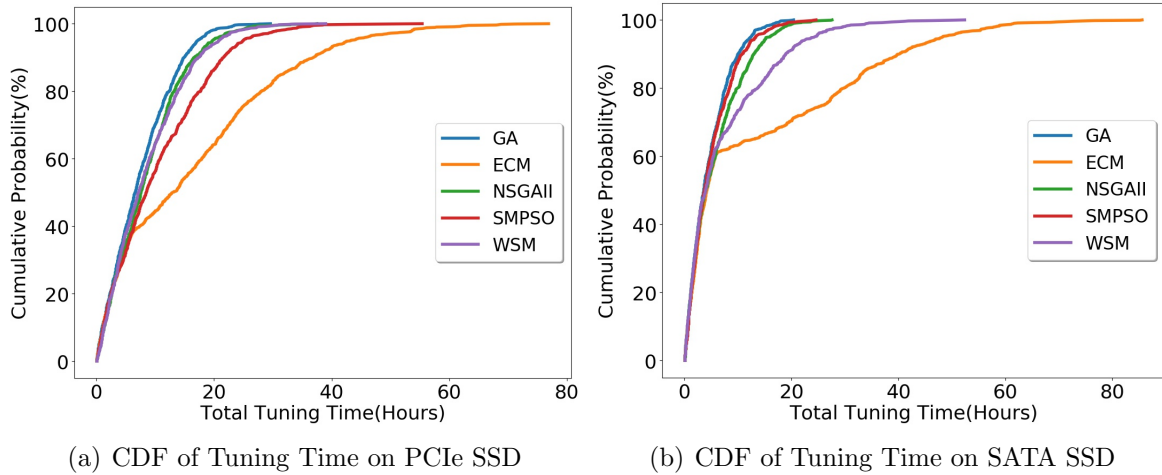 100
80
60
40
20
0
Cumulative Probability(%)
GA
ECM
NSGAII
SMPSO
WSM
0 20 40 60 80
Total Tuning Time(Hours)
(a) CDF of Tuning Time on PCIe SSD
100
80
60
40
20
0
Cumulative Probability(%)
GA
ECM
NSGAII
SMPSO
WSM
0 20 40 60 80
Total Tuning Time(Hours)
(b) CDF of Tuning Time on SATA SSD